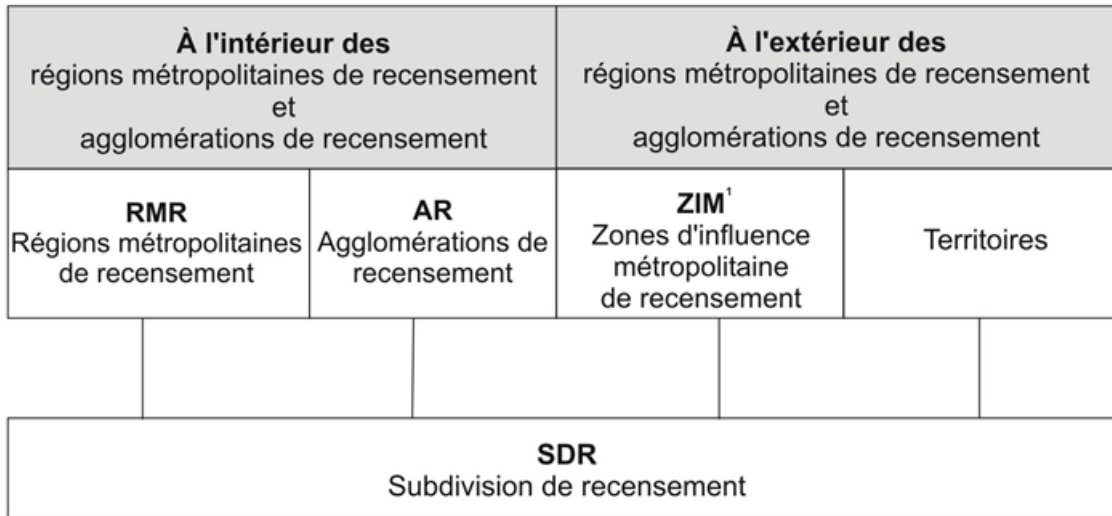 À l'intérieur des
régions métropolitaines de recensement
et
agglomérations de recensement
À l'extérieur des
régions métropolitaines de recensement
et
agglomérations de recensement
RMR
Régions métropolitaines
de recensement
AR
Agglomérations de
recensement
ZIM¹
Zones d'influence
métropolitaine
de recensement
Territoires
SDR
Subdivision de recensement